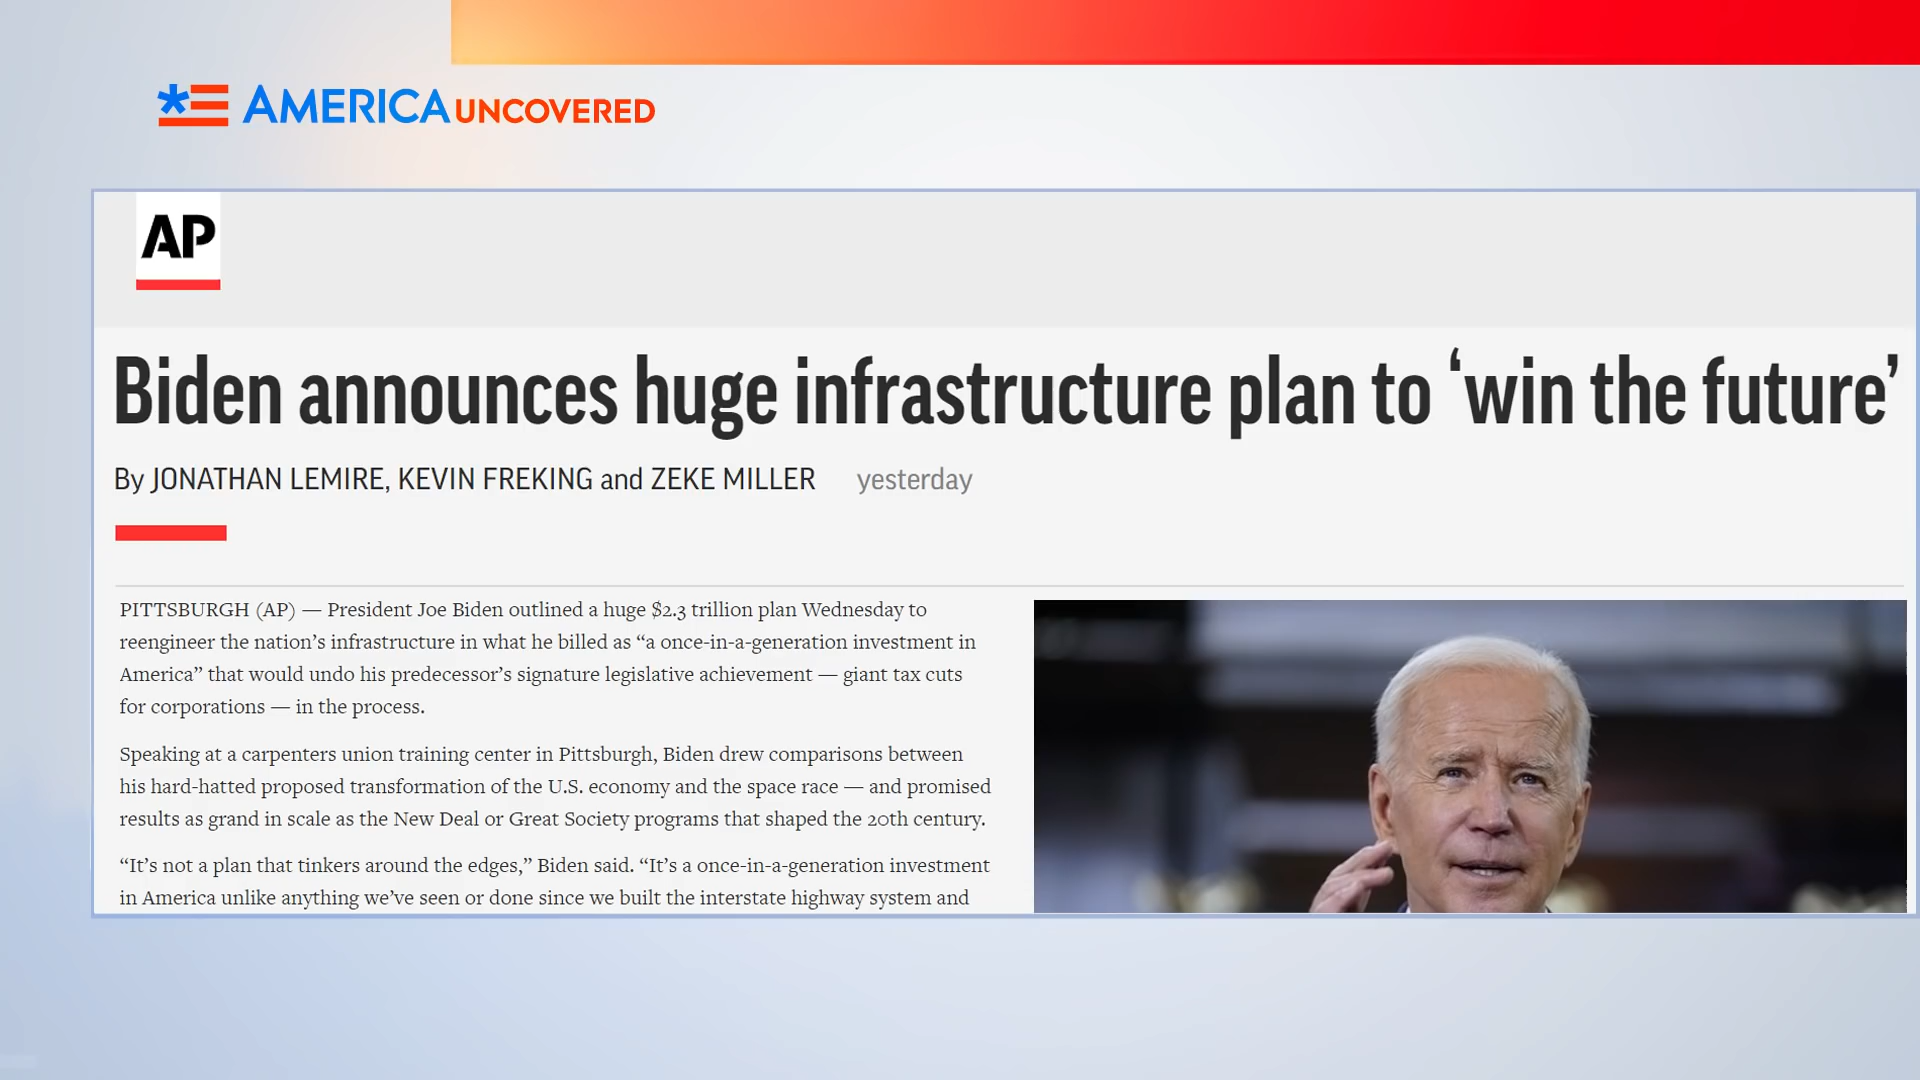 AMERICA UNCOVERED
AP
Biden announces huge infrastructure plan to ‘win the future’
By JONATHAN LEMIRE, KEVIN FREKING and ZEKE MILLER yesterday
PITTSBURGH (AP) — President Joe Biden outlined a huge $2.3 trillion plan Wednesday to
reengineer the nation’s infrastructure in what he billed as “a once-in-a-generation investment in
America” that would undo his predecessor’s signature legislative achievement — giant tax cuts
for corporations — in the process.
Speaking at a carpenters union training center in Pittsburgh, Biden drew comparisons between
his hard-hatted proposed transformation of the U.S. economy and the space race — and promised
results as grand in scale as the New Deal or Great Society programs that shaped the 20th century.
“It’s not a plan that tinkers around the edges,” Biden said. “It’s a once-in-a-generation investment
in America unlike anything we’ve seen or done since we built the interstate highway system and